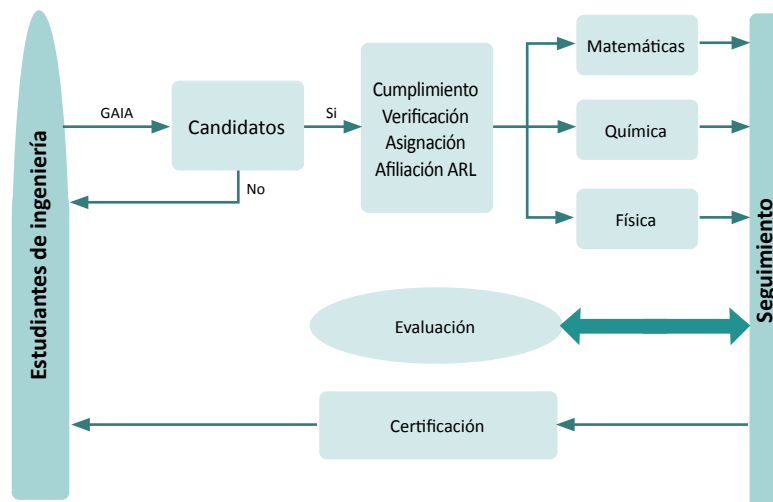 Estudiantes de ingeniería
GAIA
Candidatos
Si
No
Cumplimiento
Verificación
Asignación
Afiliación ARL
Matemáticas
Química
Física
Seguimiento
Evaluación
Certificación